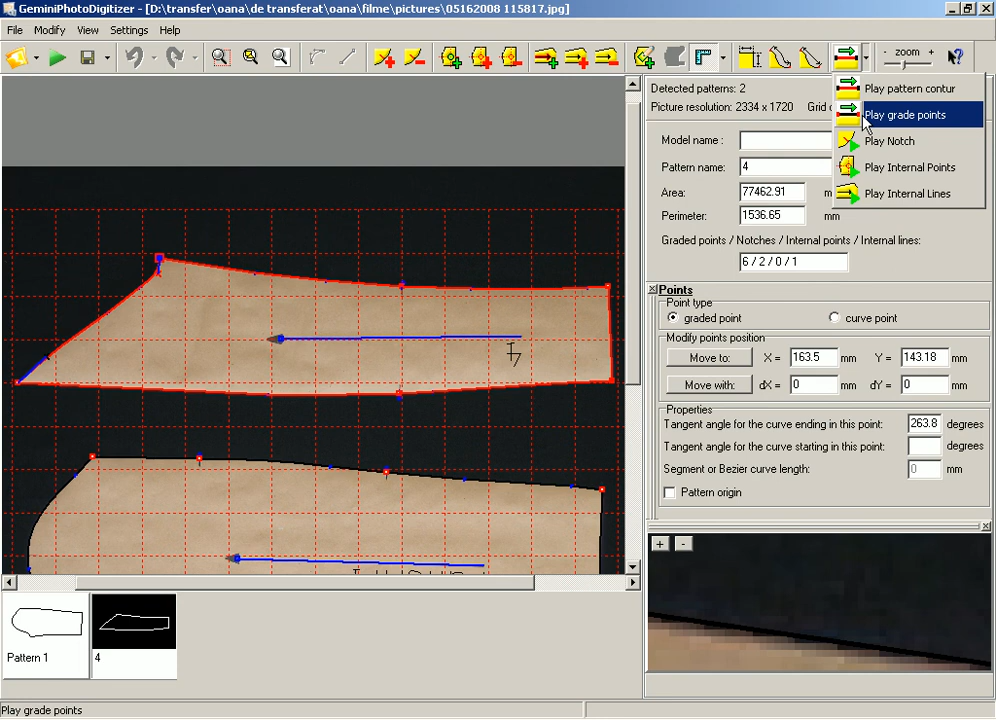 GeminiPhotoDigitizer - [D:\transfer\oana\de transferat\oana\filme\pictures\05162008 115817.jpg]
File Modify View Settings Help
- zoom +
Detected patterns: 2
Picture resolution: 2334 x 1720 Grid
Model name :
Pattern name: 4
Area: 77462.91
Perimeter: 1536.65 mm
Graded points / Notches / Internal points / Internal lines:
6 / 2 / 0 / 1
Play pattern contur
Play grade points
Play Notch
Play Internal Points
Play Internal Lines
Points
Point type
graded point curve point
Modify points position
Move to: X = 163.5 mm Y = 143.18 mm
Move with: dX = 0 mm dY = 0 mm
Properties
Tangent angle for the curve ending in this point: 263.8 degrees
Tangent angle for the curve starting in this point: degrees
Segment or Bezier curve length: 0 mm
Pattern origin
+ -
4
Pattern 1
4
Play grade points